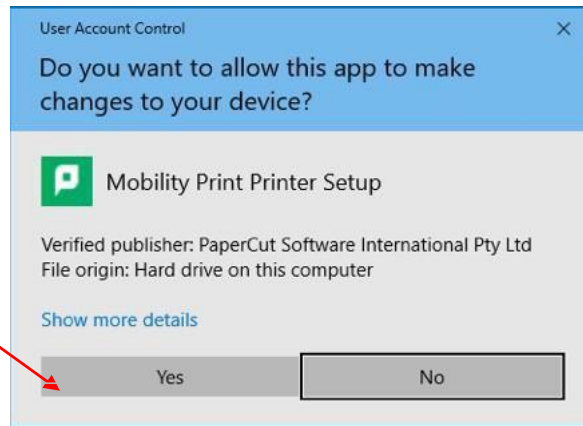 User Account Control
Do you want to allow this app to make
changes to your device?
Mobility Print Printer Setup
Verified publisher: PaperCut Software International Pty Ltd
File origin: Hard drive on this computer
Show more details
Yes
No